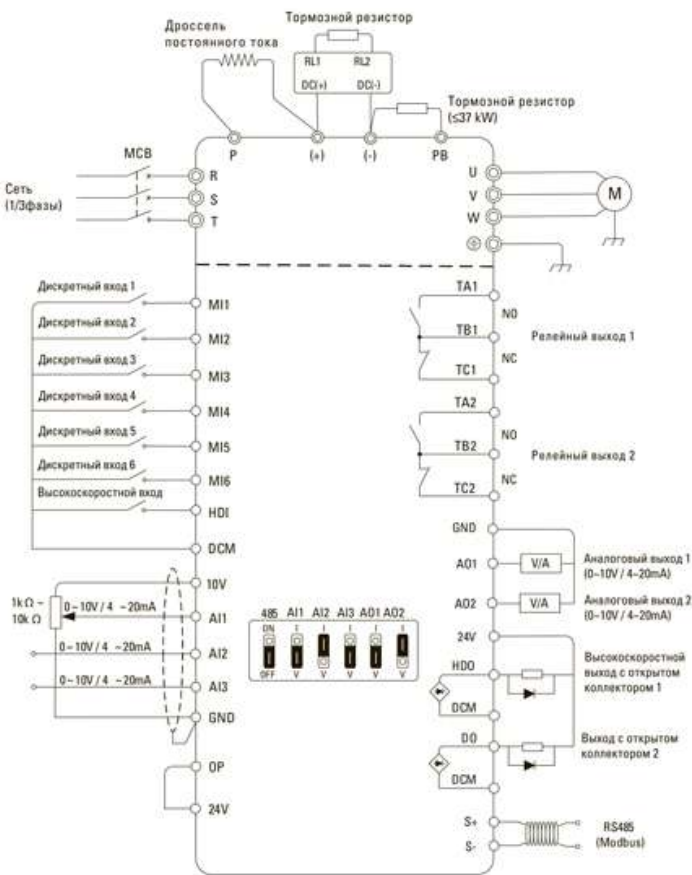 Дроссель
постоянного тока
Тормозной резистор
RL1 RL2
DC(+) DC(-)
Тормозной резистор
(≤37 kW)
P (+) (-) PB
MCB
Сеть
(1/3фазы)
R
S
T
U
V
W
M
Дискретный вход 1
MI1
Дискретный вход 2
MI2
Дискретный вход 3
MI3
Дискретный вход 4
MI4
Дискретный вход 5
MI5
Дискретный вход 6
MI6
Высокоскоростной вход
HDI
DCM
TA1
NO
TB1
Релейный выход 1
NC
TC1
TA2
NO
TB2
Релейный выход 2
NC
TC2
10V
1kΩ ~
10kΩ
0~10V / 4 ~20mA
AI1
0~10V / 4 ~20mA
AI2
0~10V / 4 ~20mA
AI3
GND
OP
24V
485 AI1 AI2 AI3 AO1 AO2
ON I I I I I
OFF V V V V V
GND
AO1
V/A
Аналоговый выход 1
(0~10V / 4~20mA)
AO2
V/A
Аналоговый выход 2
(0~10V / 4~20mA)
24V
HDO
Высокоскоростной
выход с открытом
коллектором 1
DCM
DO
Выход с открытом
коллектором 2
DCM
S+
S-
RS485
(Modbus)